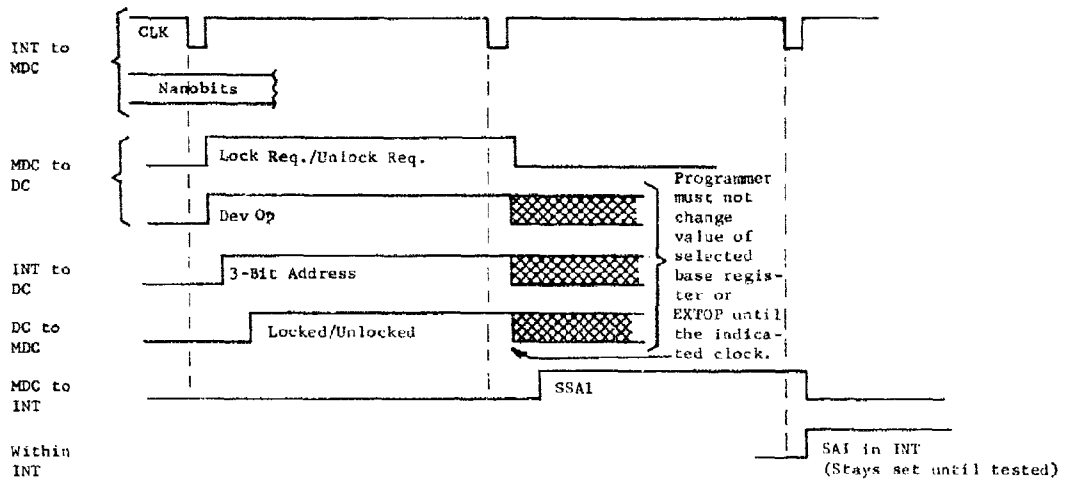 INT to
MDC
CLK
Nanobits
MDC to
DC
Lock Req./Unlock Req.
Dev Op
Programmer
must not
change
value of
selected
base regis-
ter or
EXTOP until
the indica-
ted clock.
INT to
DC
3-Bit Address
DC to
MDC
Locked/Unlocked
MDC to
INT
SSAI
Within
INT
SAI in INT
(Stays set until tested)